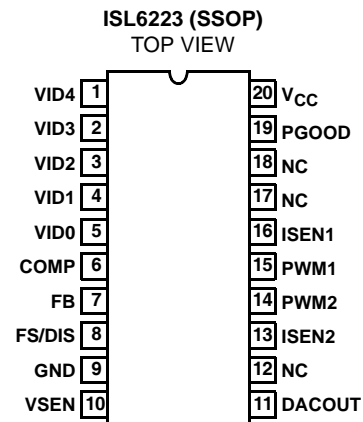 ISL6223 (SSOP)
TOP VIEW
VID4 1 20 VCC
VID3 2 19 PGOOD
VID2 3 18 NC
VID1 4 17 NC
VID0 5 16 ISEN1
COMP 6 15 PWM1
FB 7 14 PWM2
FS/DIS 8 13 ISEN2
GND 9 12 NC
VSEN 10 11 DACOUT